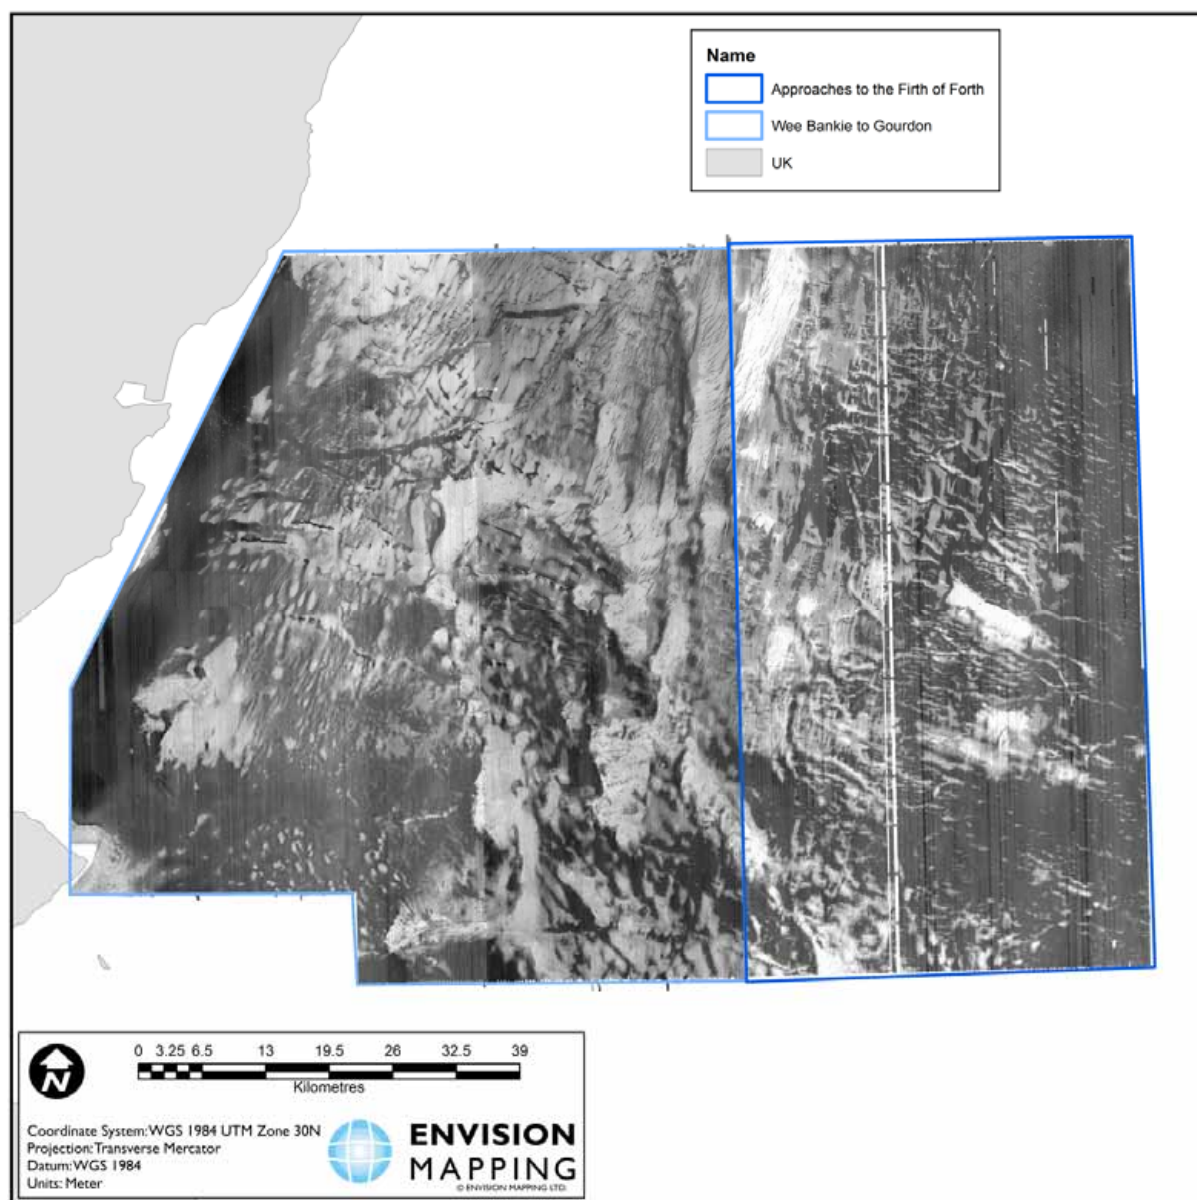 Name
Approaches to the Firth of Forth
Wee Bankie to Gourdon
UK
0 3.25 6.5 13 19.5 26 32.5 39
Kilometres
N
Coordinate System: WGS 1984 UTM Zone 30N
Projection: Transverse Mercator
Datum: WGS 1984
Units: Meter
ENVISION
MAPPING
© ENVISION MAPPING LTD.